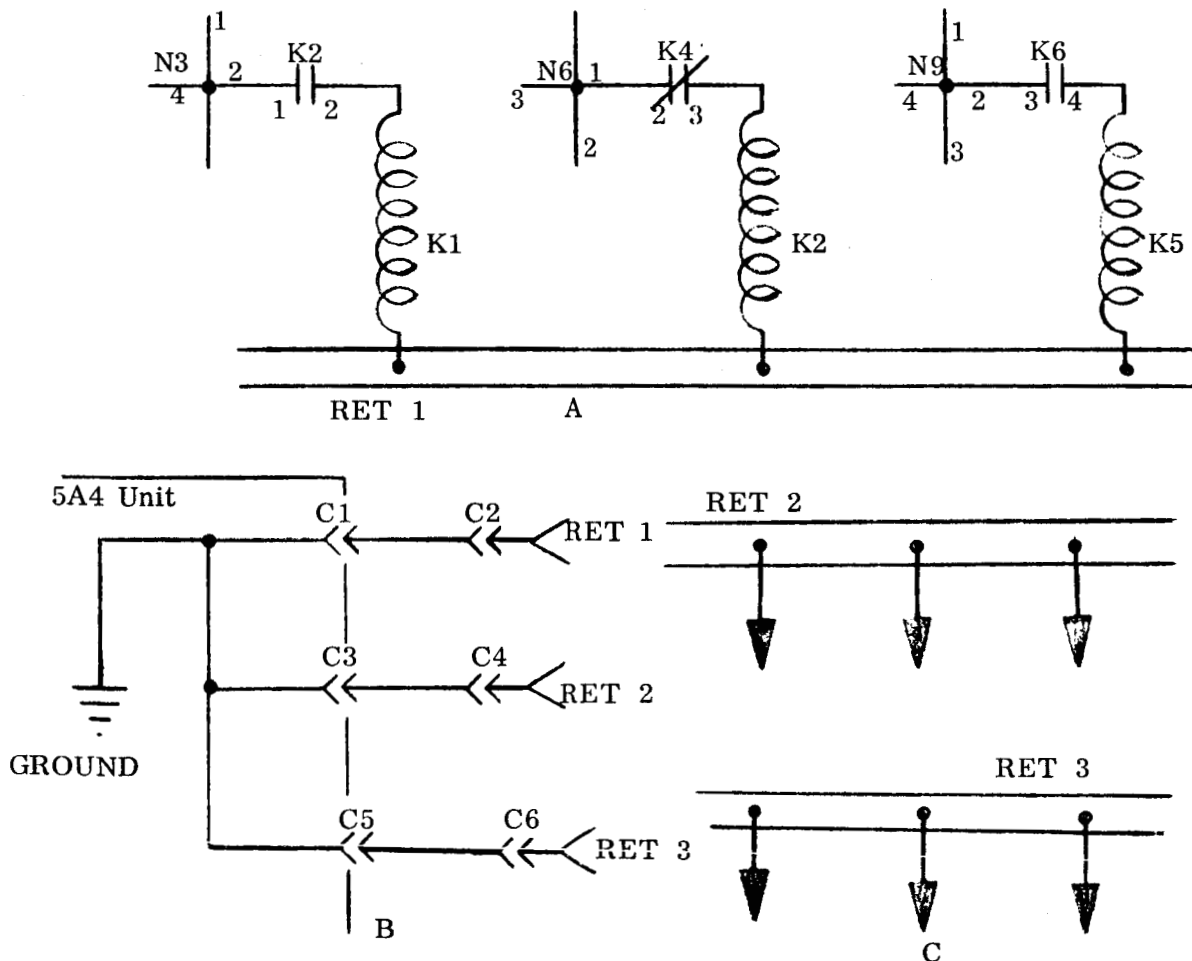 1
1
N3
2
K2
4
1
2
K1
N6
1
K4
3
2
3
2
K2
N9
K6
4
2
3
4
3
K5
RET 1
A
5A4 Unit
C1
C2
RET 1
RET 2
C3
C4
RET 2
GROUND
C5
C6
RET 3
RET 3
B
C